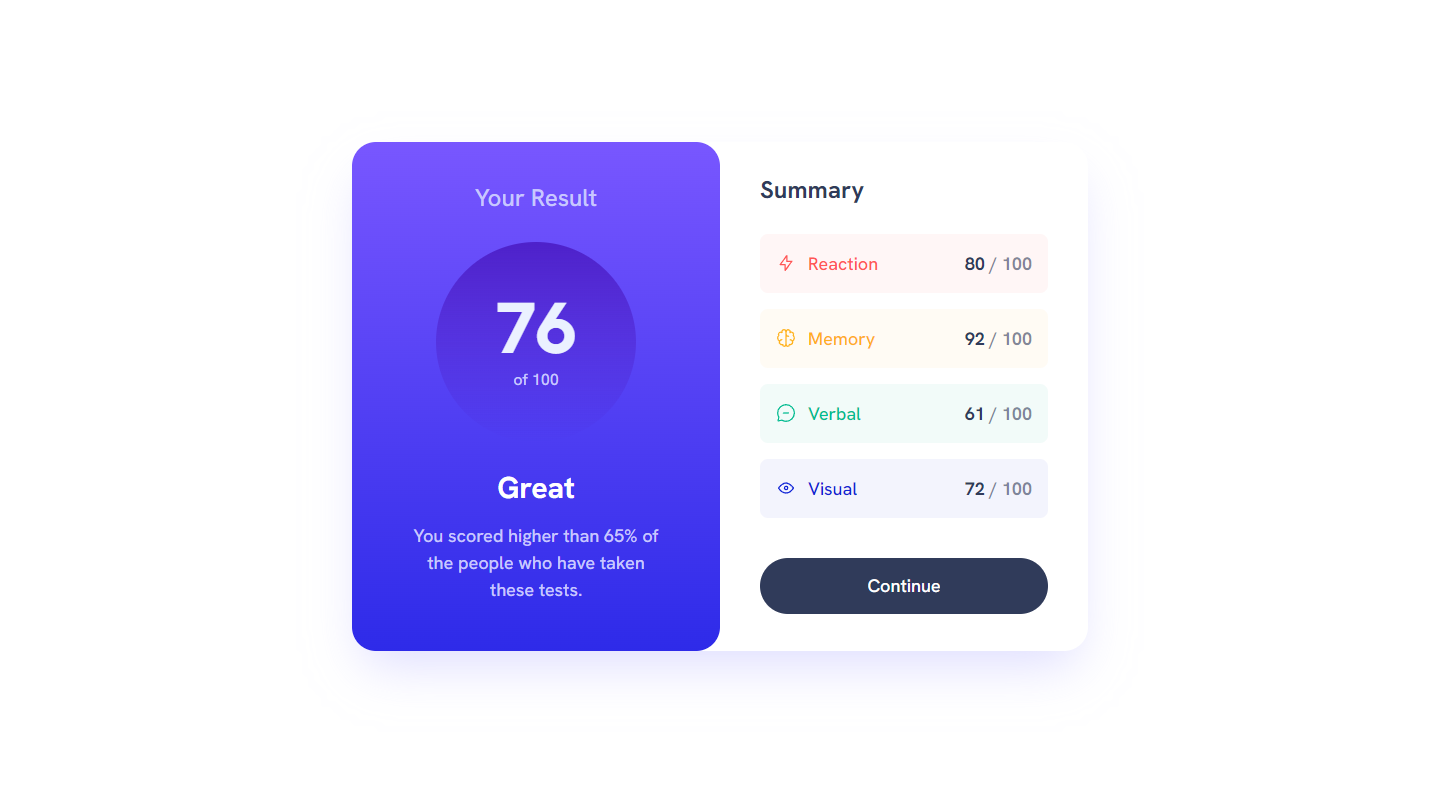 Your Result
76
of 100
Great
You scored higher than 65% of
the people who have taken
these tests.
Summary
Reaction 80 / 100
Memory 92 / 100
Verbal 61 / 100
Visual 72 / 100
Continue